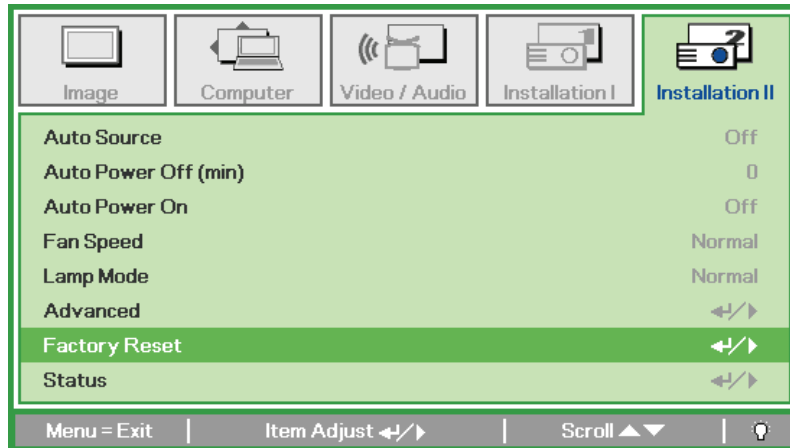 Image
Computer
Video / Audio
Installation I
2
Installation II
Auto Source Off
Auto Power Off (min) 0
Auto Power On Off
Fan Speed Normal
Lamp Mode Normal
Advanced
Factory Reset
Status
Menu = Exit | Item Adjust | Scroll |